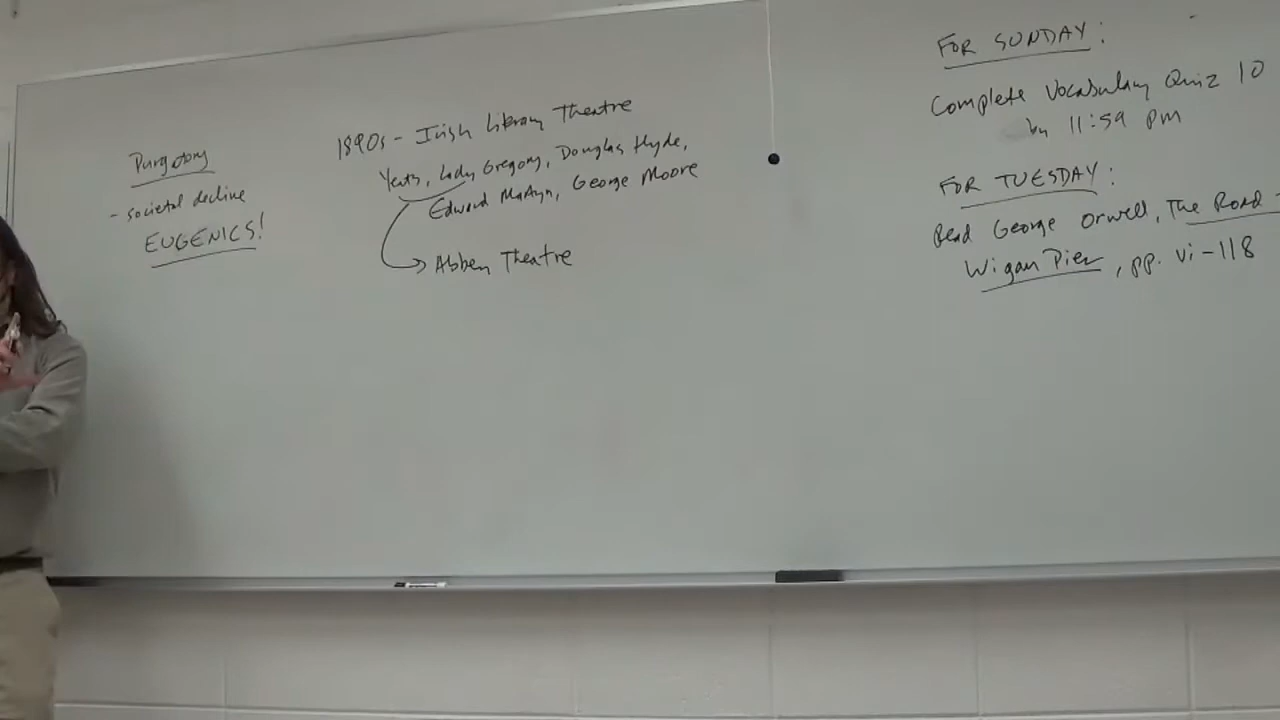 Purgatory
- societal decline
EUGENICS!
1890s - Irish Literary Theatre
Yeats, Lady Gregory, Douglas Hyde,
Edward Martyn, George Moore
Abbey Theatre
FOR SUNDAY:
Complete Vocabulary Quiz 10
by 11:59 pm
FOR TUESDAY:
Read George Orwell, The Road
Wigan Pier, pp. vi-118